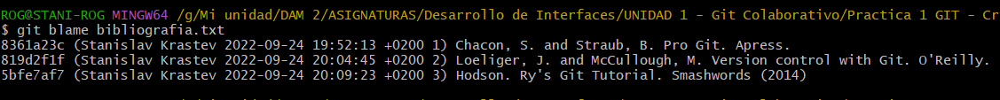 ROG@STANI-ROG MINGW64 /g/Mi unidad/DAM 2/ASIGNATURAS/Desarrollo de Interfaces/UNIDAD 1 - Git Colaborativo/Practica 1 GIT - Cr
$ git blame bibliografia.txt
8361a23c (Stanislav Krastev 2022-09-24 19:52:13 +0200 1) Chacon, S. and Straub, B. Pro Git. Apress.
819d2f1f (Stanislav Krastev 2022-09-24 20:04:45 +0200 2) Loeliger, J. and McCullough, M. Version control with Git. O'Reilly.
5bfe7af7 (Stanislav Krastev 2022-09-24 20:09:23 +0200 3) Hodson. Ry's Git Tutorial. Smashwords (2014)